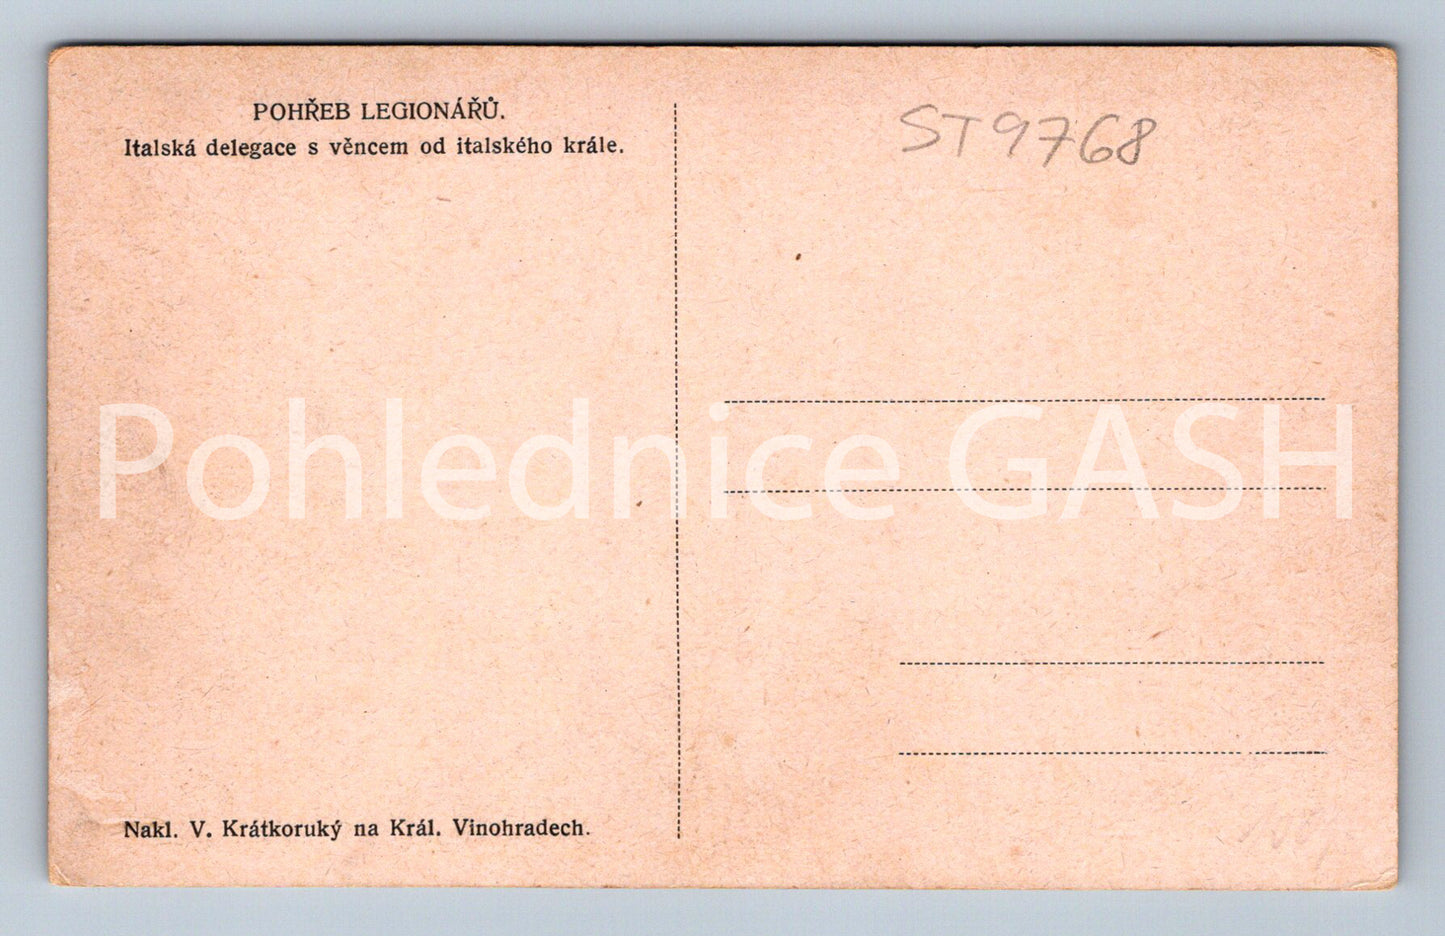 POHŘEB LEGIONÁŘŮ.
Italská delegace s věncem od italského krále.
ST9768
Pohlednice GASH
Nakl. V. Krátkoruký na Král. Vinohradech.